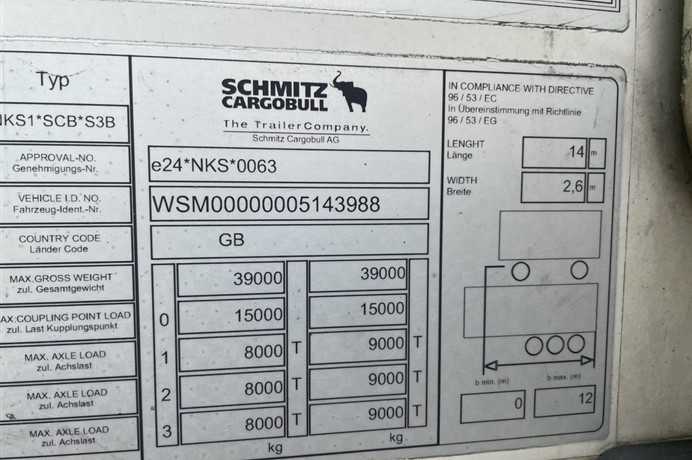 Typ
SCHMITZ
CARGOBULL
The TrailerCompany.
Schmitz Cargobull AG
KS1*SCB*S3B
APPROVAL-NO.
Genehmigungs-Nr.
e24*NKS*0063
VEHICLE I.D. NO.
Fahrzeug-Ident.-Nr.
WSM00000005143988
COUNTRY CODE
Länder Code
GB
MAX.GROSS WEIGHT
zul. Gesamtgewicht
39000 39000
AX.COUPLING POINT LOAD
zul. Last Kupplungspunkt
0 15000 15000
MAX. AXLE LOAD
zul. Achslast
1 8000 T 9000 T
MAX. AXLE LOAD
zul. Achslast
2 8000 9000
MAX. AXLE LOAD
zul. Achslast
3 8000 T 9000 T
kg kg
IN COMPLIANCE WITH DIRECTIVE
96 / 53 / EC
in Übereinstimmung mit Richtlinie
96 / 53 / EG
LENGHT
Länge
14 m
WIDTH
Breite
2,6 m
b min. (m) b max. (m)
0 12